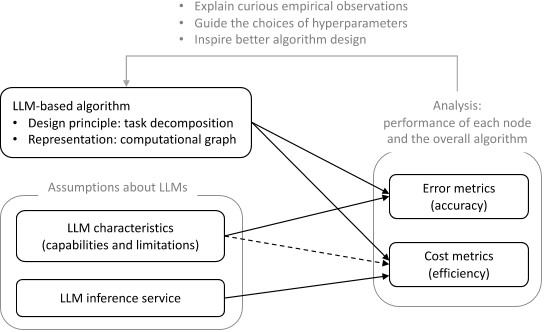 • Explain curious empirical observations
• Guide the choices of hyperparameters
• Inspire better algorithm design
LLM-based algorithm
• Design principle: task decomposition
• Representation: computational graph
Analysis:
performance of each node
and the overall algorithm
Assumptions about LLMs
LLM characteristics
(capabilities and limitations)
LLM inference service
Error metrics
(accuracy)
Cost metrics
(efficiency)